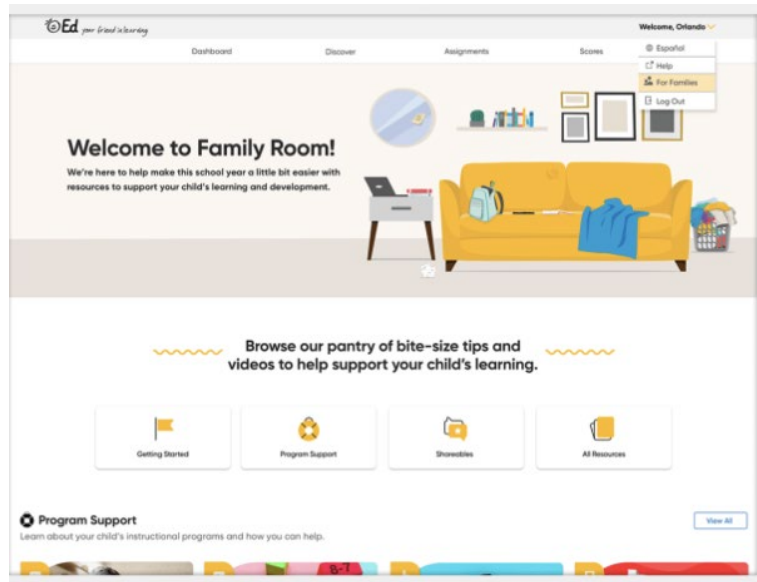 Ed your friend in learning
Welcome, Orlando
Dashboard
Discover
Assignments
Scores
Español
Help
For Families
Log Out
Welcome to Family Room!
We're here to help make this school year a little bit easier with
resources to support your child's learning and development.
Browse our pantry of bite-size tips and
videos to help support your child's learning.
Getting Started
Program Support
Shareables
All Resources
Program Support
View All
Learn about your child's instructional programs and how you can help.
8-7